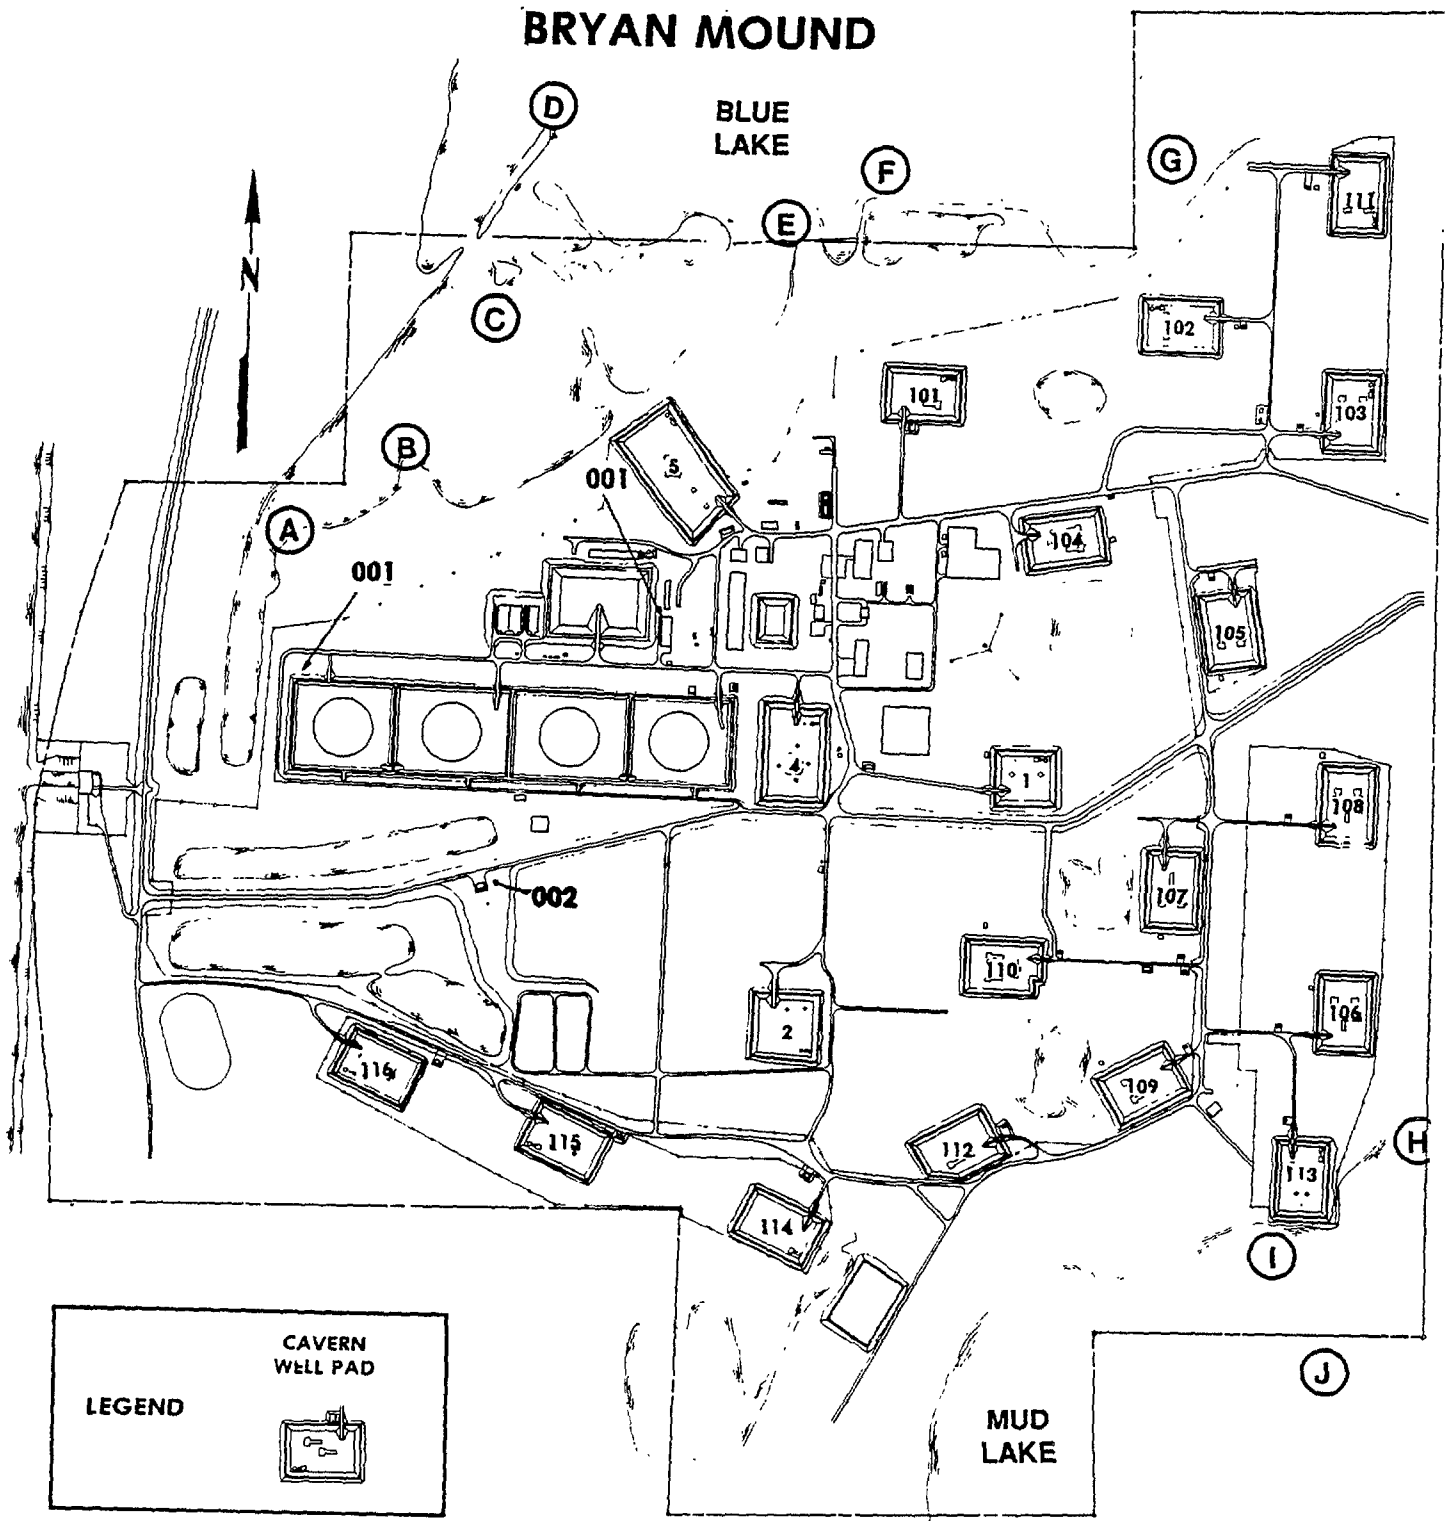 BRYAN MOUND
BLUE
LAKE
D
F
G
E
111
N
C
102
101
103
B
5
001
A
104
001
105
4
1
108
107
002
110
106
2
116
109
115
112
H
113
114
I
CAVERN
WELL PAD
LEGEND
J
MUD
LAKE